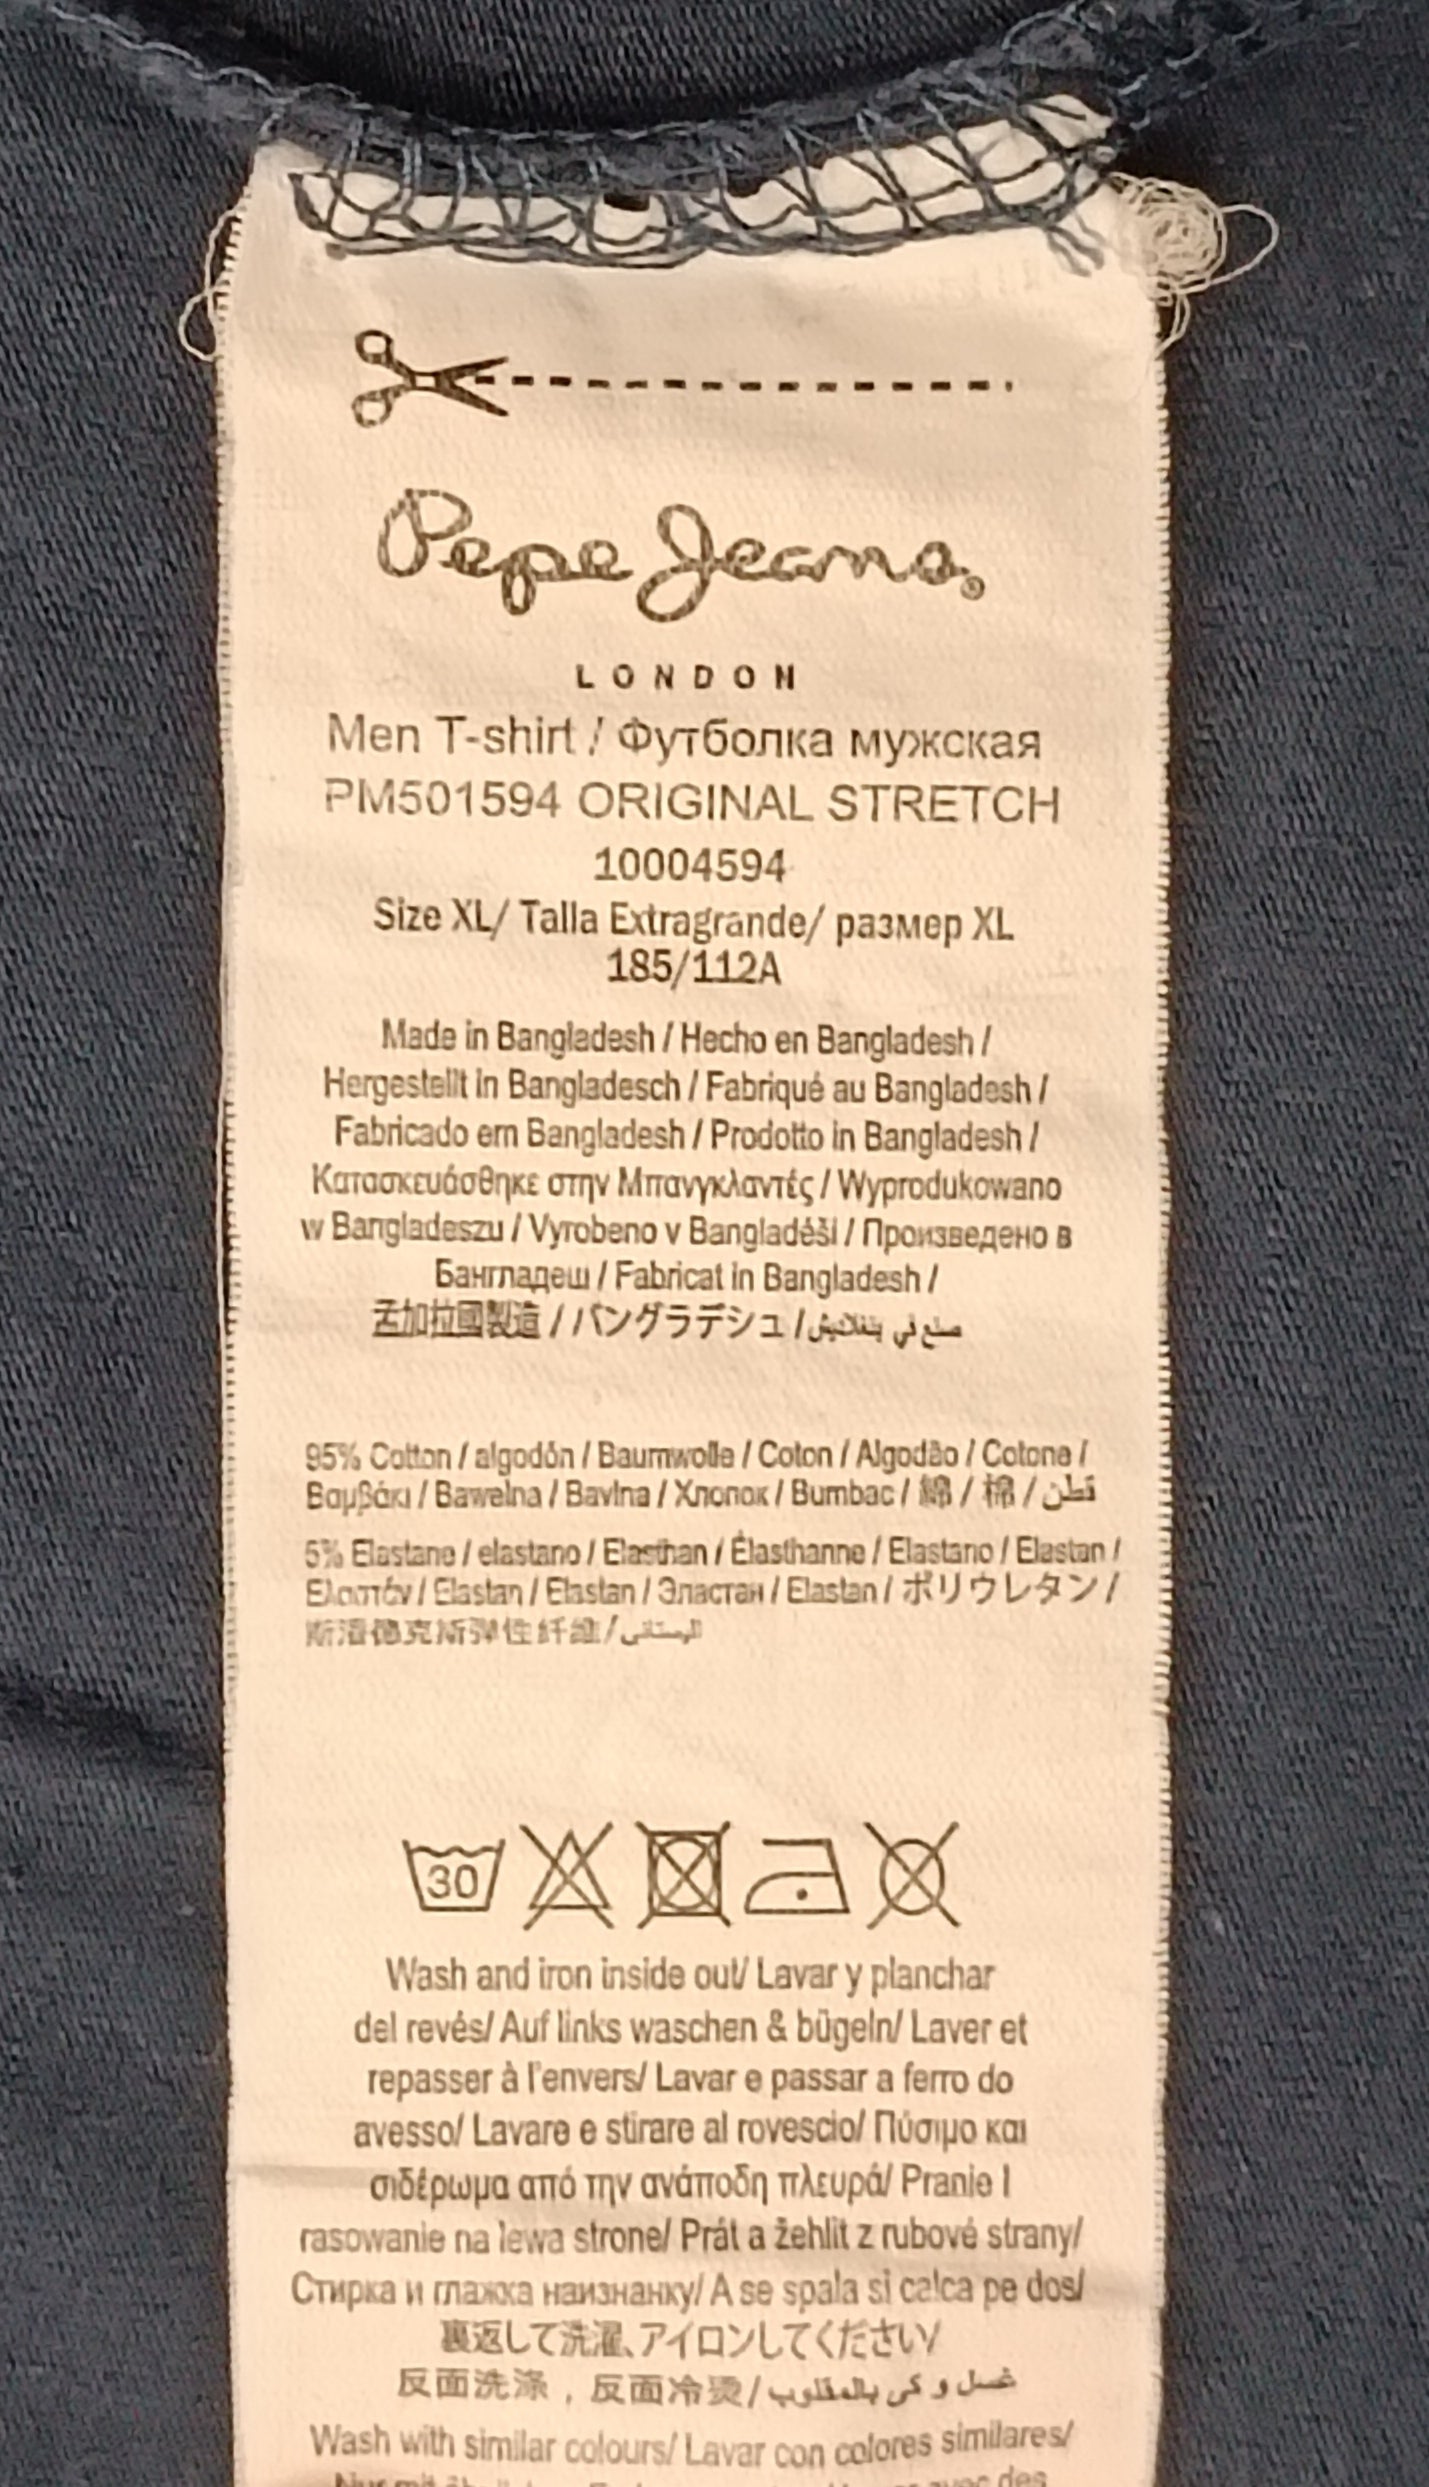 Pepe Jeans®
LONDON
Men T-shirt / Футболка мужская
PM501594 ORIGINAL STRETCH
10004594
Size XL/ Talla Extragrande/ размер XL
185/112A
Made in Bangladesh / Hecho en Bangladesh /
Hergestellt in Bangladesch / Fabriqué au Bangladesh /
Fabricado em Bangladesh / Prodotto in Bangladesh /
Κατασκευάσθηκε στην Μπανγκλαντές / Wyprodukowano
w Bangladeszu / Vyrobeno v Bangladéši / Произведено в
Бангладеш / Fabricat in Bangladesh /
孟加拉國製造 / バングラデシュ / صنع في
95% Cotton / algodón / Baumwolle / Coton / Algodão / Cotone /
Βαμβάκι / Bawelna / Bavlna / Хлопок / Bumbac / 綿 / 棉 / قطن
5% Elastane / elastano / Elasthan / Élasthanne / Elastano / Elastan /
Ελαστάν / Elastan / Elastan / Эластан / Elastan / ポリウレタン /
30
Wash and iron inside out/ Lavar y planchar
del revés/ Auf links waschen & bügeln/ Laver et
repasser à l'envers/ Lavar e passar a ferro do
avesso/ Lavare e stirare al rovescio/ Πύσιμο και
σιδέρωμα από την ανάποδη πλευρά/ Pranie I
rasowanie na lewa strone/ Prát a žehlit z rubové strany/
Стирка и глажка наизнанку/ A se spala si calca pe dos/
裏返して洗濯、アイロンしてください/
反面洗涤，反面冷烫/ غسل و كي بالمقلوب
Wash with similar colours/ Lavar con colores similares/